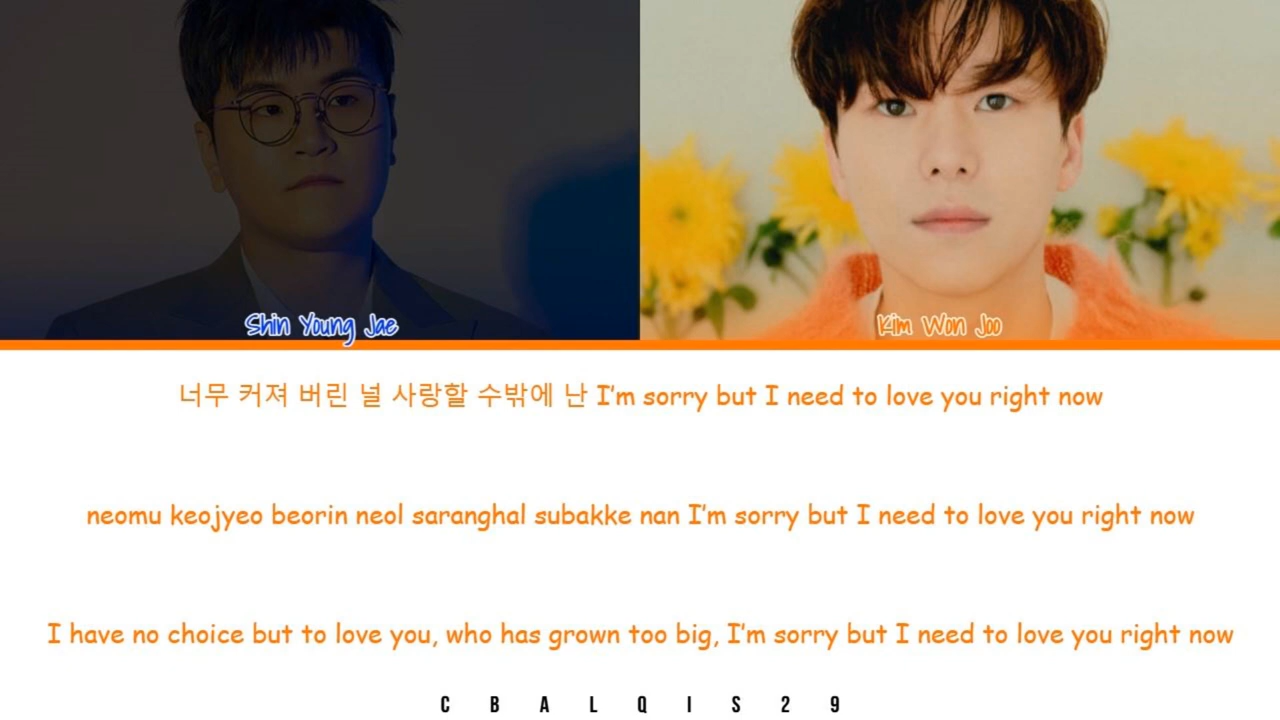 Shin Young Jae
Kim Won Joo
너무 커져 버린 널 사랑할 수밖에 난 I’m sorry but I need to love you right now
neomu keojyeo beorin neol saranghal subakke nan I’m sorry but I need to love you right now
I have no choice but to love you, who has grown too big, I’m sorry but I need to love you right now
CBALQIS29